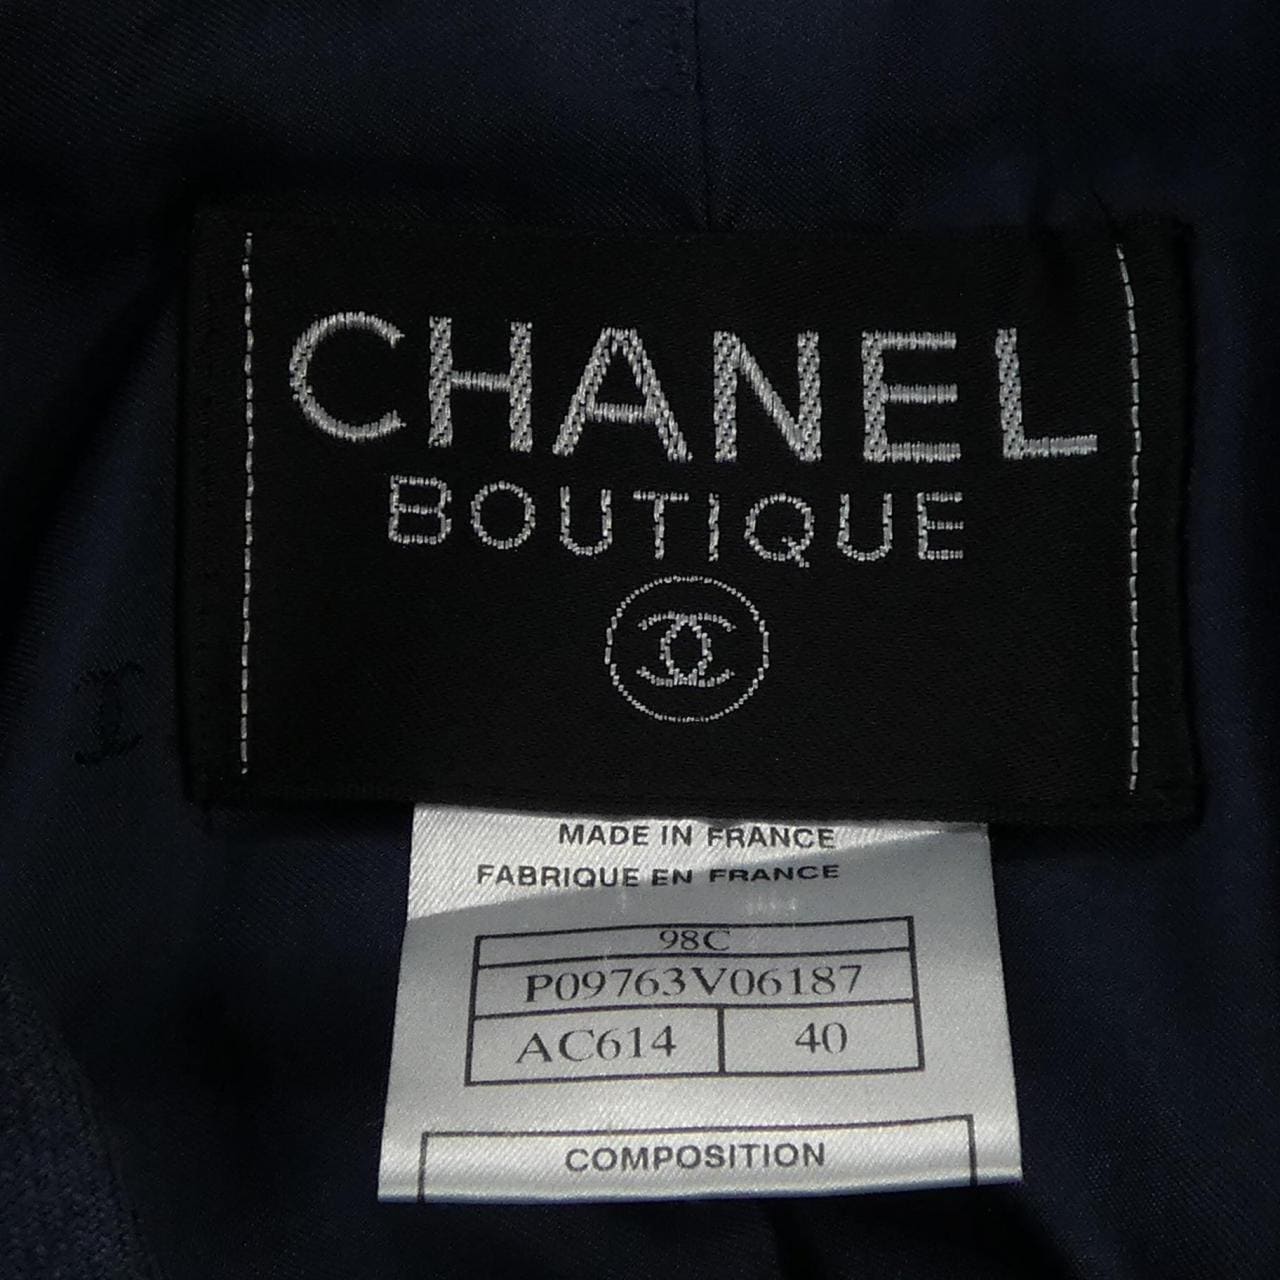 CHANEL
BOUTIQUE
MADE IN FRANCE
FABRIQUE EN FRANCE
98C
P09763V06187
AC614 40
COMPOSITION